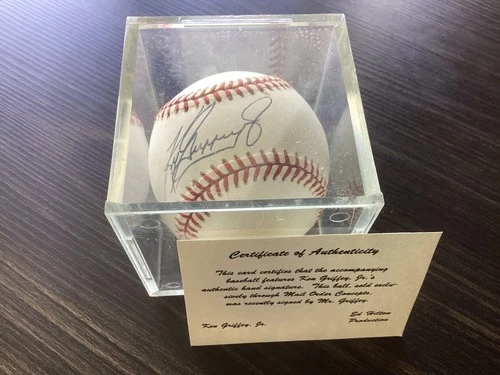 Certificate of Authenticity
This card certifies that the accompanying
baseball features Ken Griffey, Jr.'s
authentic hand signature. This ball, sold exclu-
sively through Mail Order Concepts,
was recently signed by Mr. Griffey.
Ed Hilton
Ken Griffey, Jr.
Production